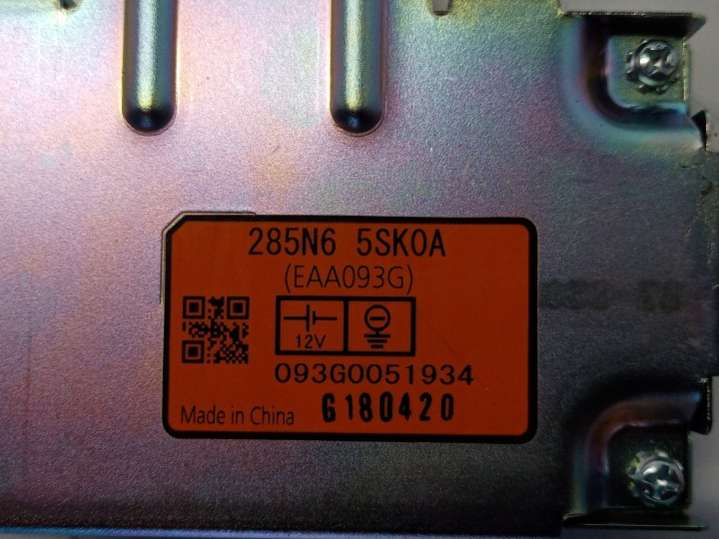 285N6 5SK0A
(EAA093G)
12V
093G0051934
Made in China G180420